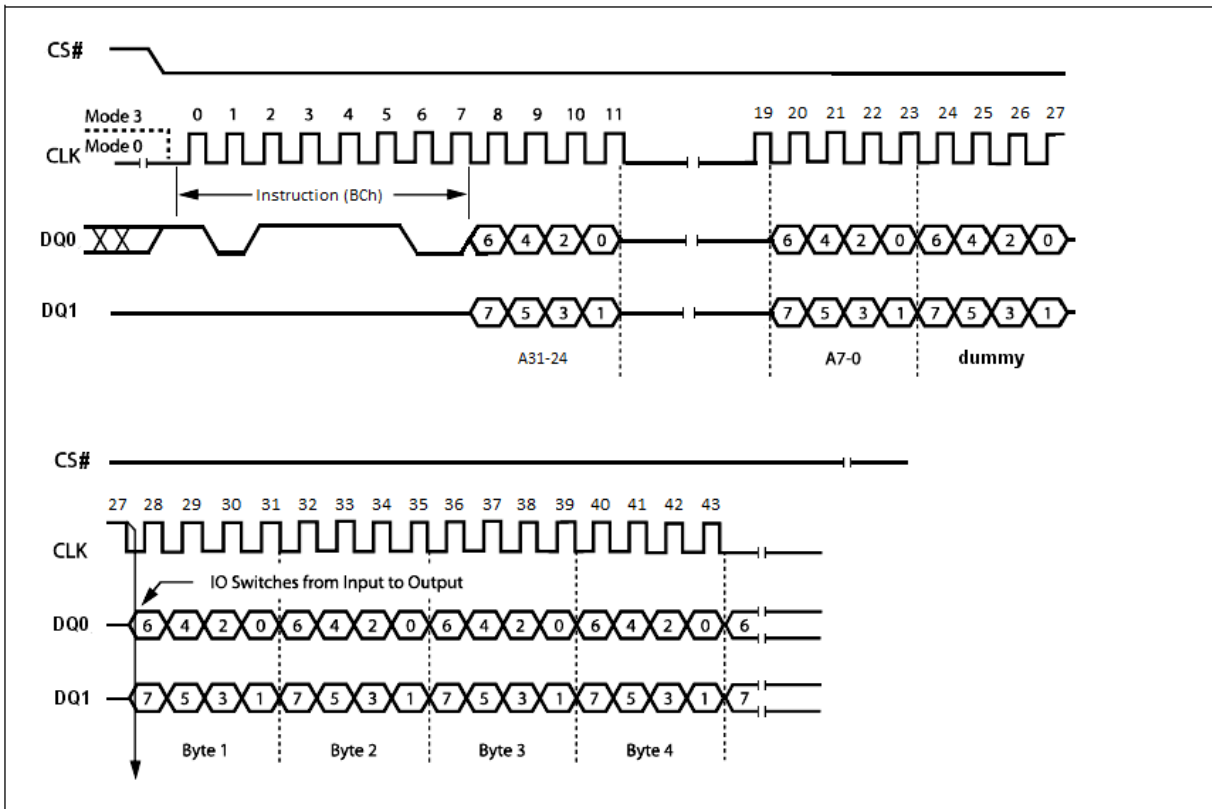 CS#
0 1 2 3 4 5 6 7 8 9 10 11 19 20 21 22 23 24 25 26 27
Mode 3
Mode 0
CLK
Instruction (BCh)
DQ0 6 4 2 0 6 4 2 0 6 4 2 0
DQ1 7 5 3 1 7 5 3 1 7 5 3 1
A31-24 A7-0 dummy
CS#
27 28 29 30 31 32 33 34 35 36 37 38 39 40 41 42 43
CLK
IO Switches from Input to Output
DQ0 6 4 2 0 6 4 2 0 6 4 2 0 6 4 2 0 6
DQ1 7 5 3 1 7 5 3 1 7 5 3 1 7 5 3 1 7
Byte 1 Byte 2 Byte 3 Byte 4